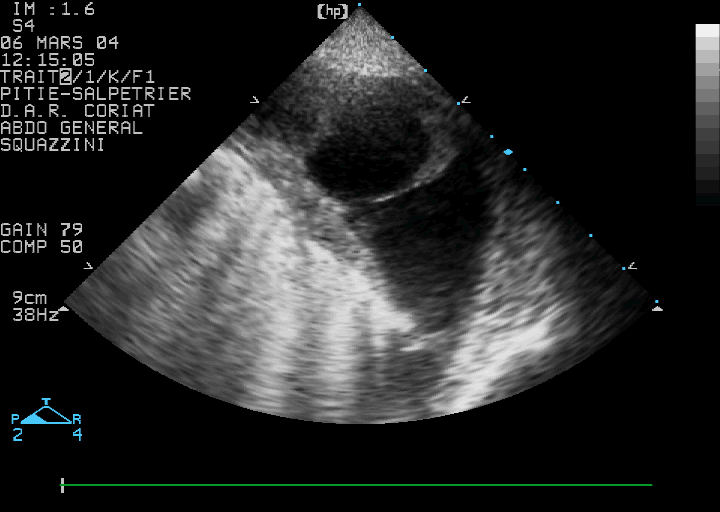 IM :1.6
S4
06 MARS 04
12:15:05
TRAIT2/1/K/F1
PITIE-SALPETRIER
D.A.R. CORIAT
ABDO GENERAL
SQUAZZINI
[hp]
GAIN 79
COMP 50
9cm
38Hz
T
P R
2 4